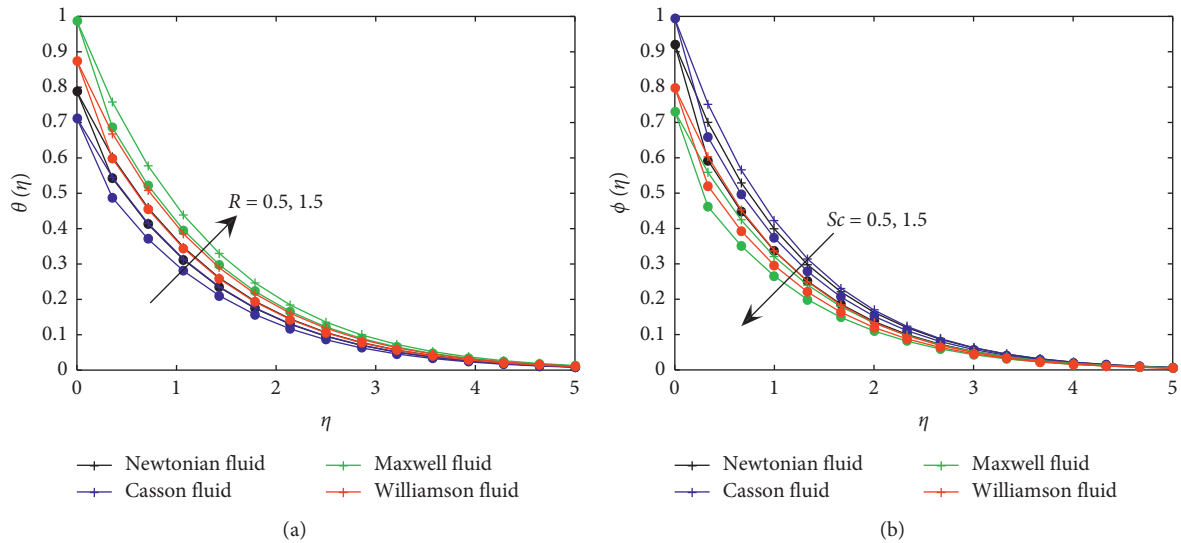 1
0.9
0.8
0.7
0.6
0.5
0.4
0.3
0.2
0.1
0
θ (η)
R = 0.5, 1.5
0 1 2 3 4 5
η
Newtonian fluid
Casson fluid
Maxwell fluid
Williamson fluid
(a)
1
0.9
0.8
0.7
0.6
0.5
0.4
0.3
0.2
0.1
0
ϕ (η)
Sc = 0.5, 1.5
0 1 2 3 4 5
η
Newtonian fluid
Casson fluid
Maxwell fluid
Williamson fluid
(b)